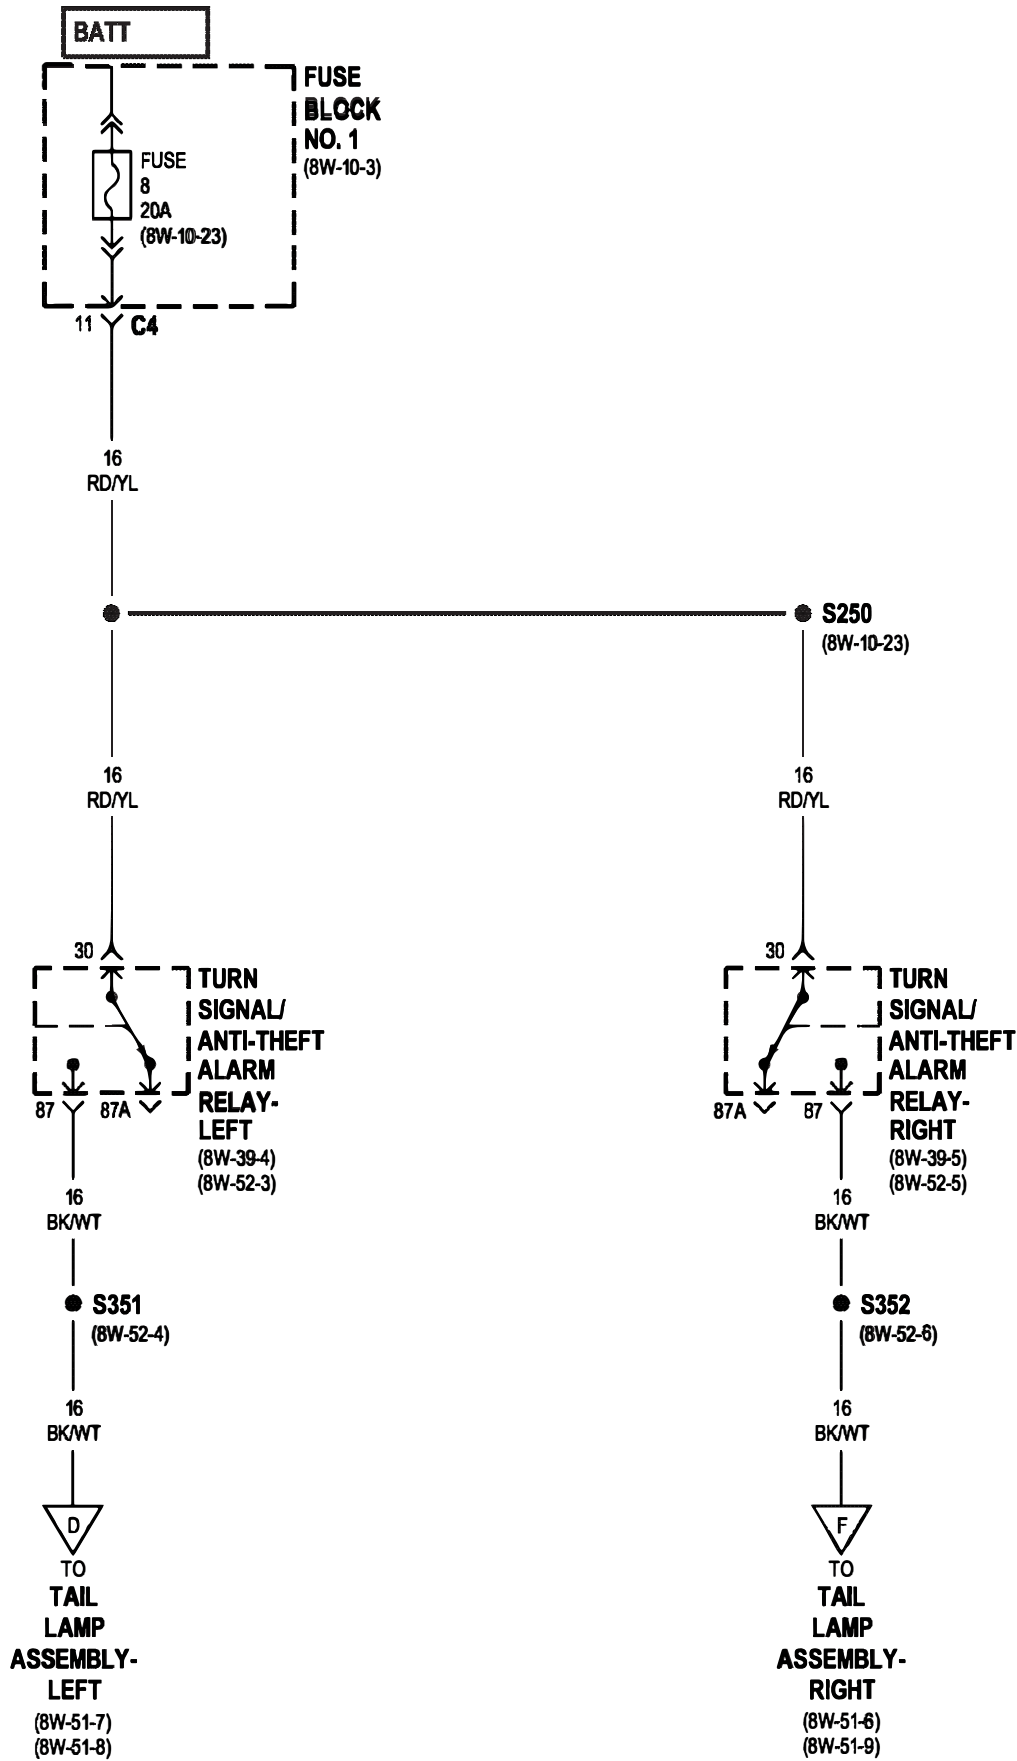 BATT
FUSE
BLOCK
NO. 1
(8W-10-3)
FUSE
8
20A
(8W-10-23)
11
C4
16
RD/YL
S250
(8W-10-23)
16
RD/YL
16
RD/YL
30
TURN
SIGNAL/
ANTI-THEFT
ALARM
RELAY-
LEFT
(8W-39-4)
(8W-52-3)
87
87A
30
TURN
SIGNAL/
ANTI-THEFT
ALARM
RELAY-
RIGHT
(8W-39-5)
(8W-52-5)
87A
87
16
BK/WT
16
BK/WT
S351
(8W-52-4)
S352
(8W-52-6)
16
BK/WT
16
BK/WT
D
TO
TAIL
LAMP
ASSEMBLY-
LEFT
(8W-51-7)
(8W-51-8)
F
TO
TAIL
LAMP
ASSEMBLY-
RIGHT
(8W-51-6)
(8W-51-9)